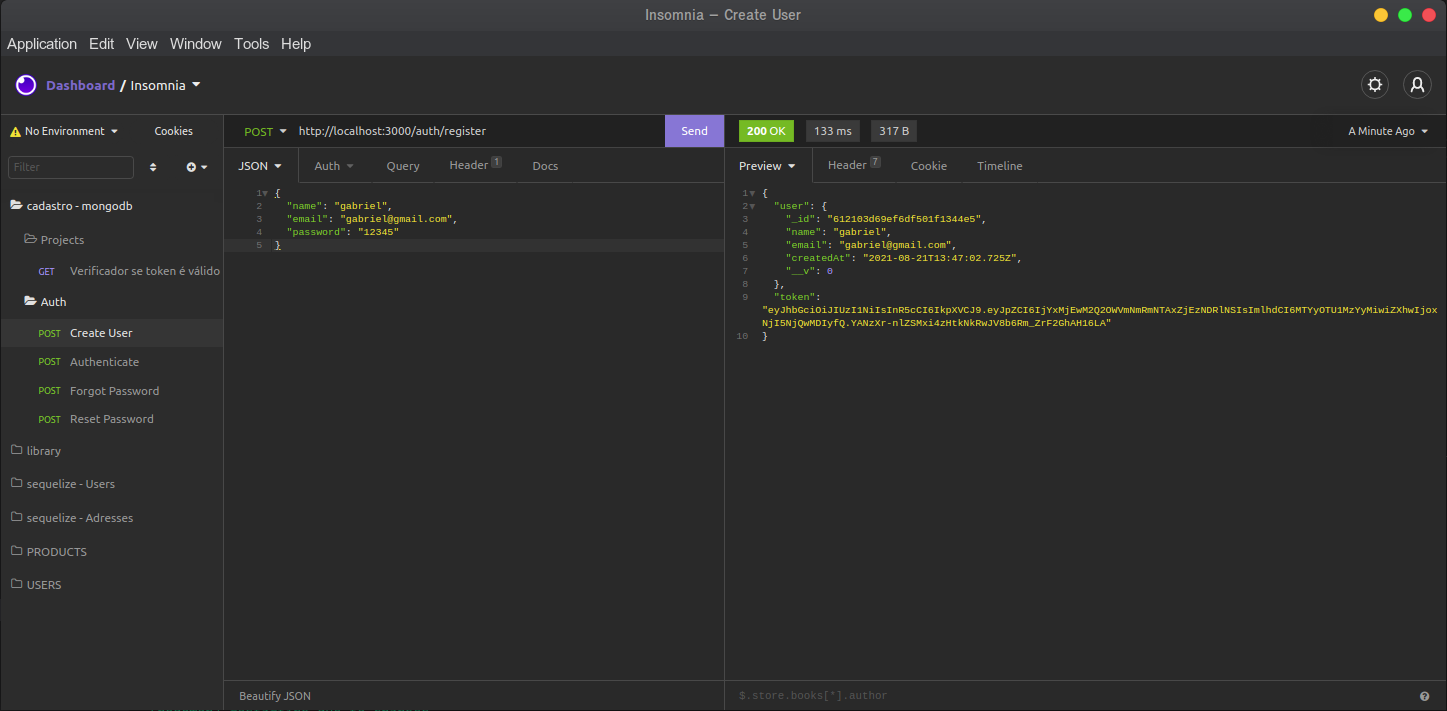 Insomnia – Create User
Application Edit View Window Tools Help
Dashboard / Insomnia
No Environment Cookies
POST http://localhost:3000/auth/register Send
200 OK 133 ms 317 B A Minute Ago
Filter
JSON Auth Query Header 1 Docs
Preview Header 7 Cookie Timeline
cadastro - mongodb
Projects
GET Verificador se token é válido
Auth
POST Create User
POST Authenticate
POST Forgot Password
POST Reset Password
library
sequelize - Users
sequelize - Adresses
PRODUCTS
USERS
1 {
2 "name": "gabriel",
3 "email": "gabriel@gmail.com",
4 "password": "12345"
5 }
1 {
2 "user": {
3 "_id": "612103d69ef6df501f1344e5",
4 "name": "gabriel",
5 "email": "gabriel@gmail.com",
6 "createdAt": "2021-08-21T13:47:02.725Z",
7 "__v": 0
8 },
9 "token":
"eyJhbGciOiJIUzI1NiIsInR5cCI6IkpXVCJ9.eyJpZCI6IjYxMjEwM2Q2OWVmNmRmNTAxZjEzNDRlNSIsImlhdCI6MTYyOTU1MzYyMiwiZXhwIjox
NjI5NjQwMDIyfQ.YANzXr-nlZSMxi4zHtkNkRwJV8b6Rm_ZrF2GhAH16LA"
10 }
Beautify JSON
$.store.books[*].author